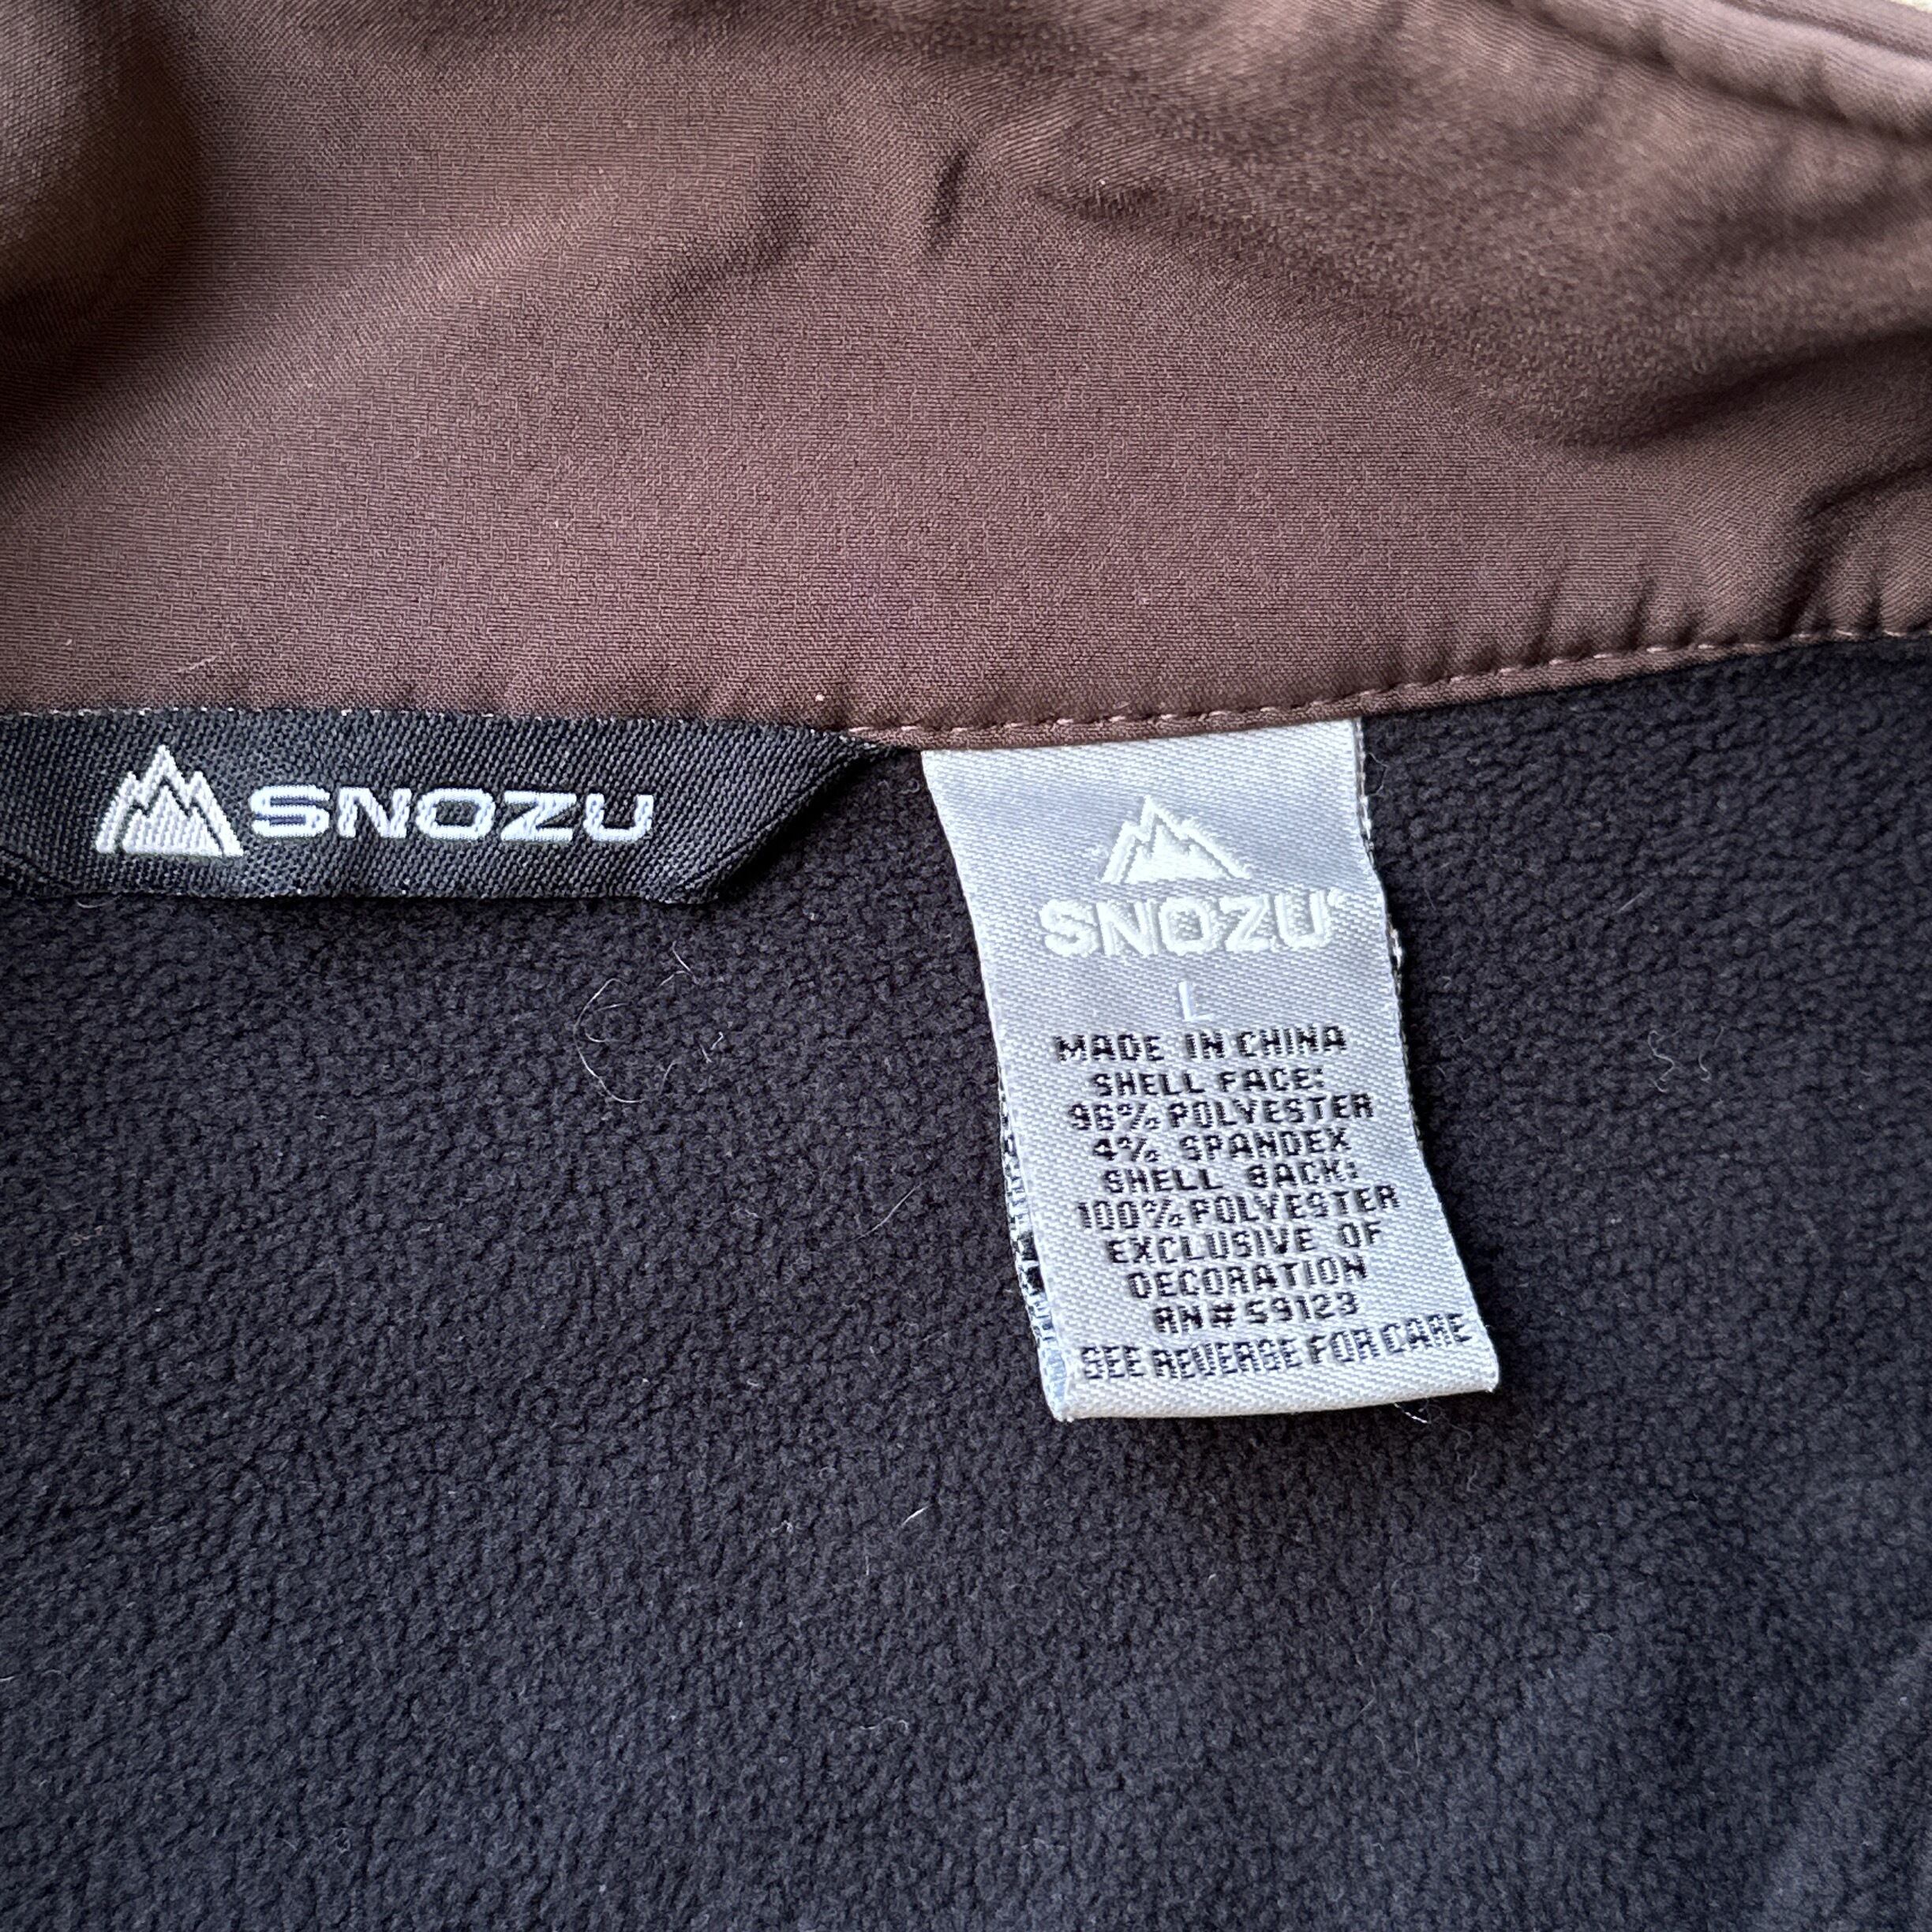 SNOZU
SNOZU
L
MADE IN CHINA
SHELL FACE:
96% POLYESTER
4% SPANDEX
SHELL BACK:
100% POLYESTER
EXCLUSIVE OF
DECORATION
RN# 59123
SEE REVERSE FOR CARE